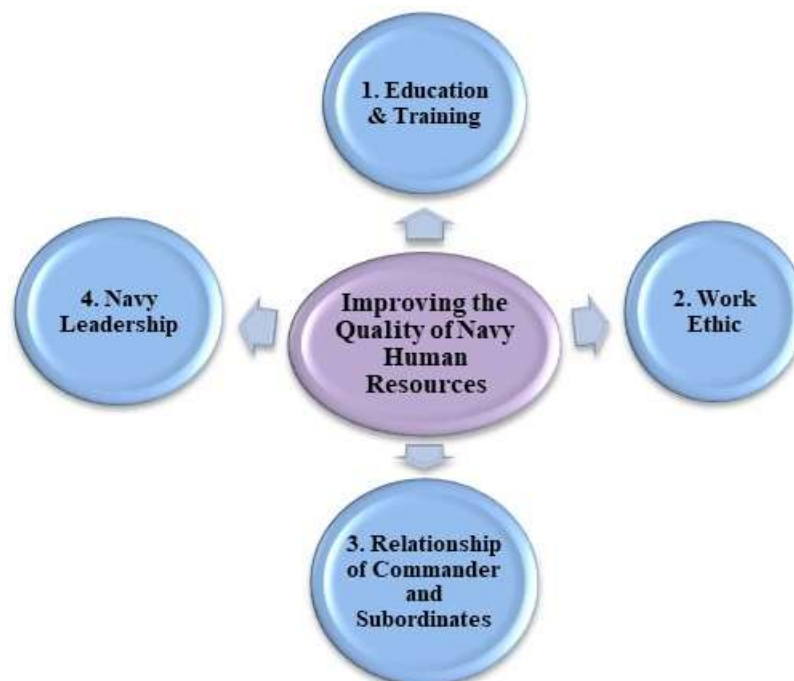 1. Education
& Training
4. Navy
Leadership
Improving the
Quality of Navy
Human
Resources
2. Work
Ethic
3. Relationship
of Commander
and
Subordinates